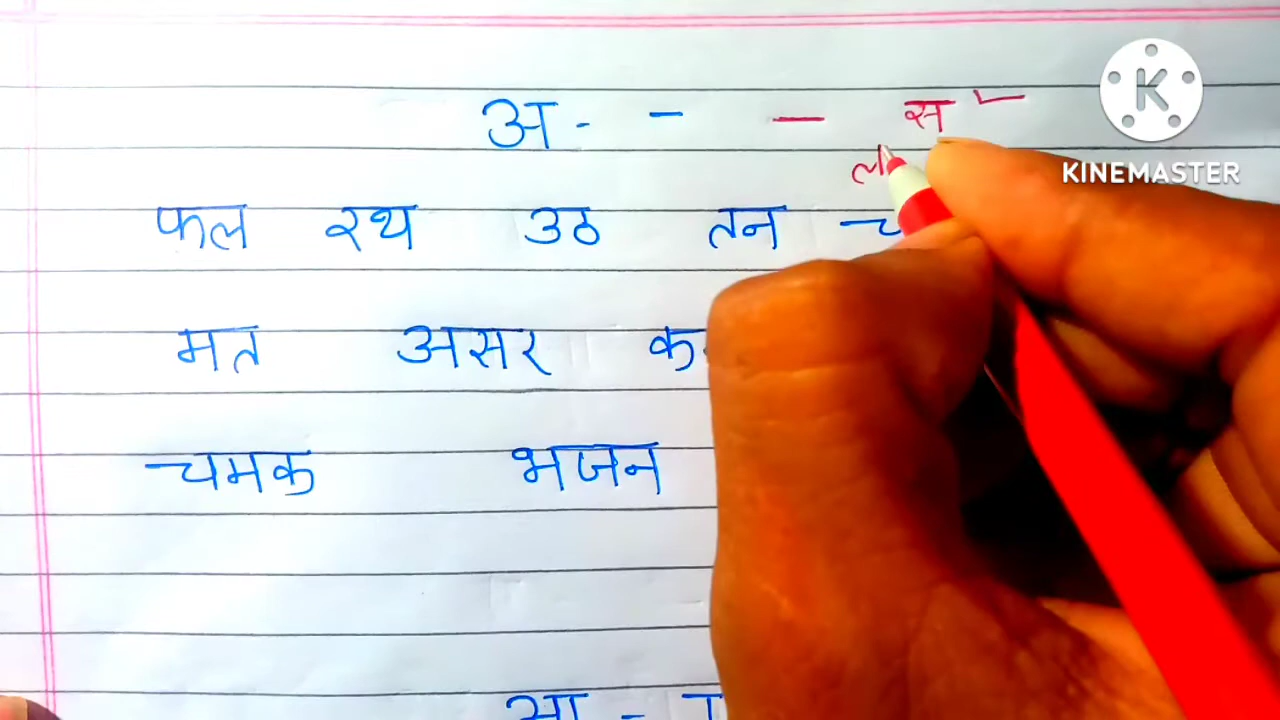 अ - - - स
ल
फल रथ उठ तन च
मत असर क
चमक भजन
आ -
K
KINEMASTER